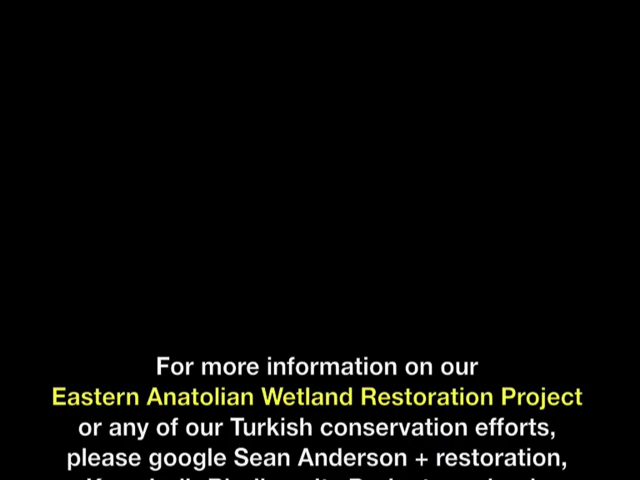 For more information on our
Eastern Anatolian Wetland Restoration Project
or any of our Turkish conservation efforts,
please google Sean Anderson + restoration,